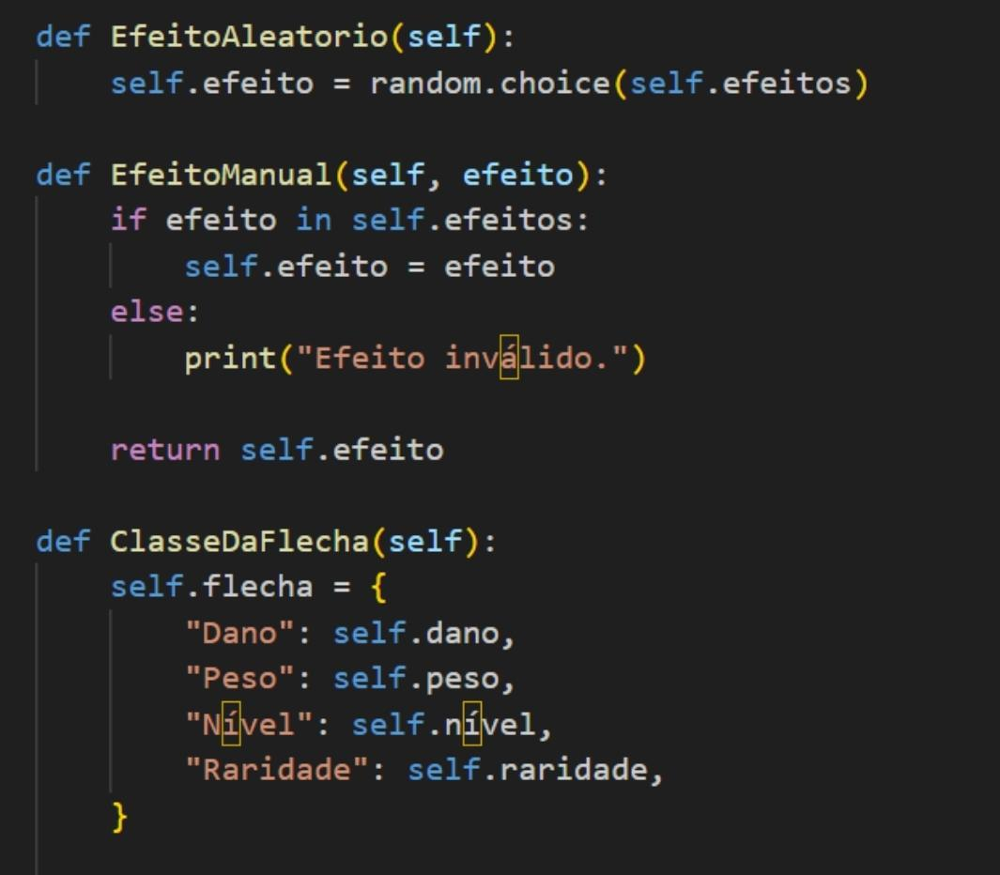 def EfeitoAleatorio(self):
    self.efeito = random.choice(self.efeitos)

def EfeitoManual(self, efeito):
    if efeito in self.efeitos:
        self.efeito = efeito
    else:
        print("Efeito inválido.")

    return self.efeito

def ClasseDaFlecha(self):
    self.flecha = {
        "Dano": self.dano,
        "Peso": self.peso,
        "Nível": self.nível,
        "Raridade": self.raridade,
    }